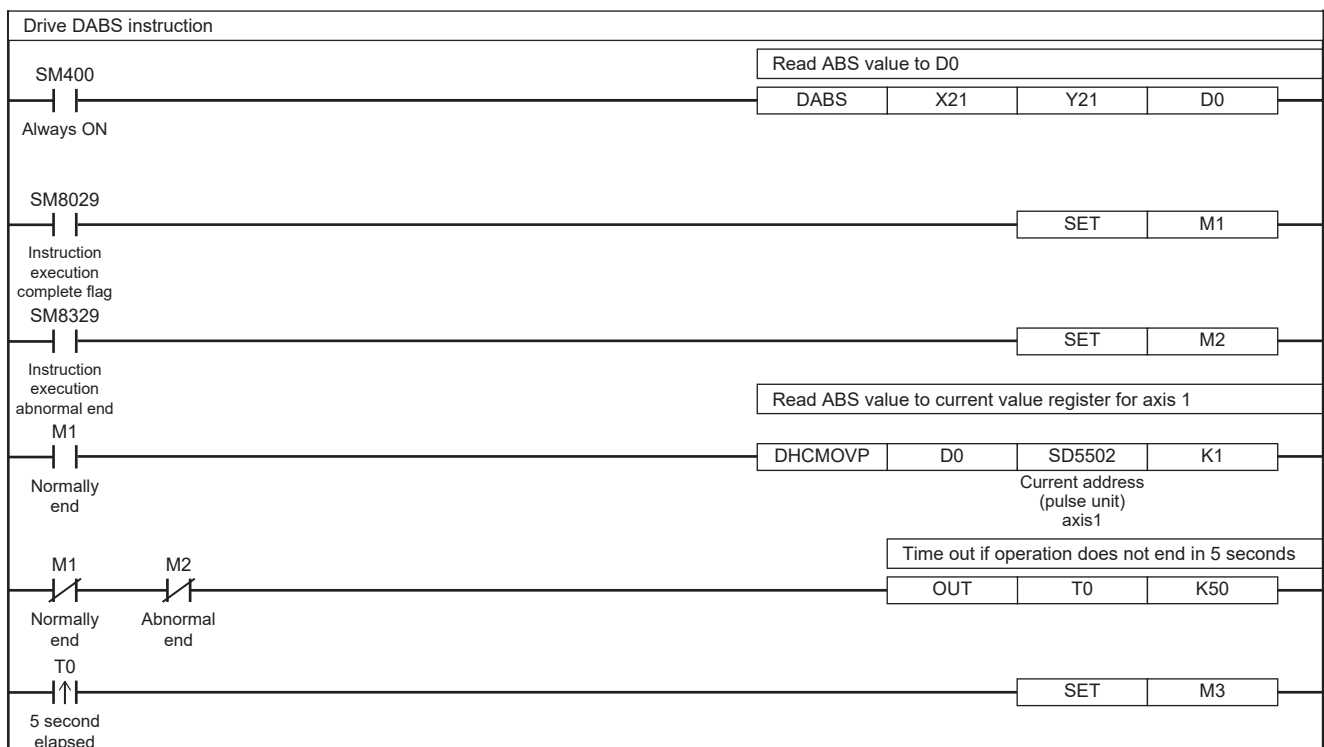 Drive DABS instruction
Read ABS value to D0
SM400
DABS X21 Y21 D0
Always ON
SM8029
SET M1
Instruction
execution
complete flag
SM8329
SET M2
Instruction
execution
abnormal end
Read ABS value to current value register for axis 1
M1
DHCMOVP D0 SD5502 K1
Normally
end
Current address
(pulse unit)
axis1
Time out if operation does not end in 5 seconds
M1 M2
OUT T0 K50
Normally
end
Abnormal
end
T0
SET M3
5 second
elapsed